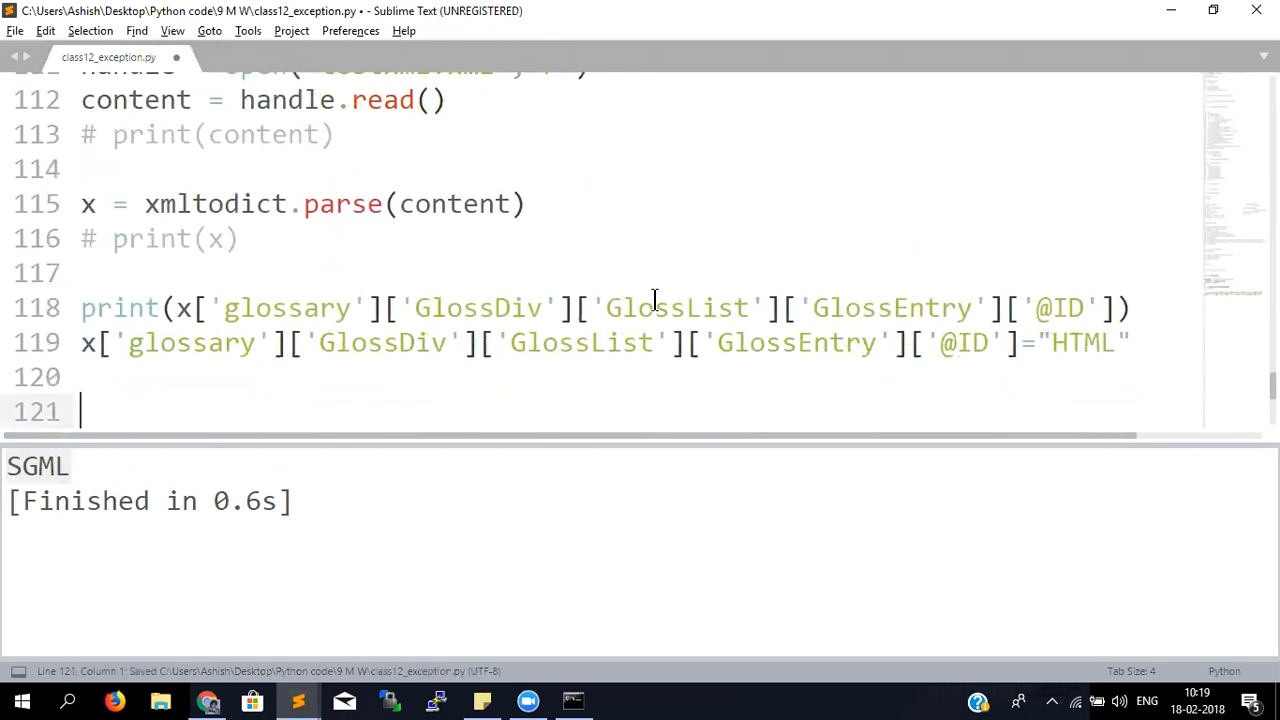 C:\Users\Ashish\Desktop\Python code\9 M W\class12_exception.py • - Sublime Text (UNREGISTERED)
File Edit Selection Find View Goto Tools Project Preferences Help
class12_exception.py
112 content = handle.read()
113 # print(content)
114
115 x = xmltodict.parse(content)
116 # print(x)
117
118 print(x['glossary']['GlossDiv']['GlossList']['GlossEntry']['@ID'])
119 x['glossary']['GlossDiv']['GlossList']['GlossEntry']['@ID']="HTML"
120
121
SGML
[Finished in 0.6s]
Line 121, Column 1; Saved C:\Users\Ashish\Desktop\Python code\9 M W\class12_exception.py (UTF-8) Tab Size: 4 Python
ENG 19:19
18-02-2018 5